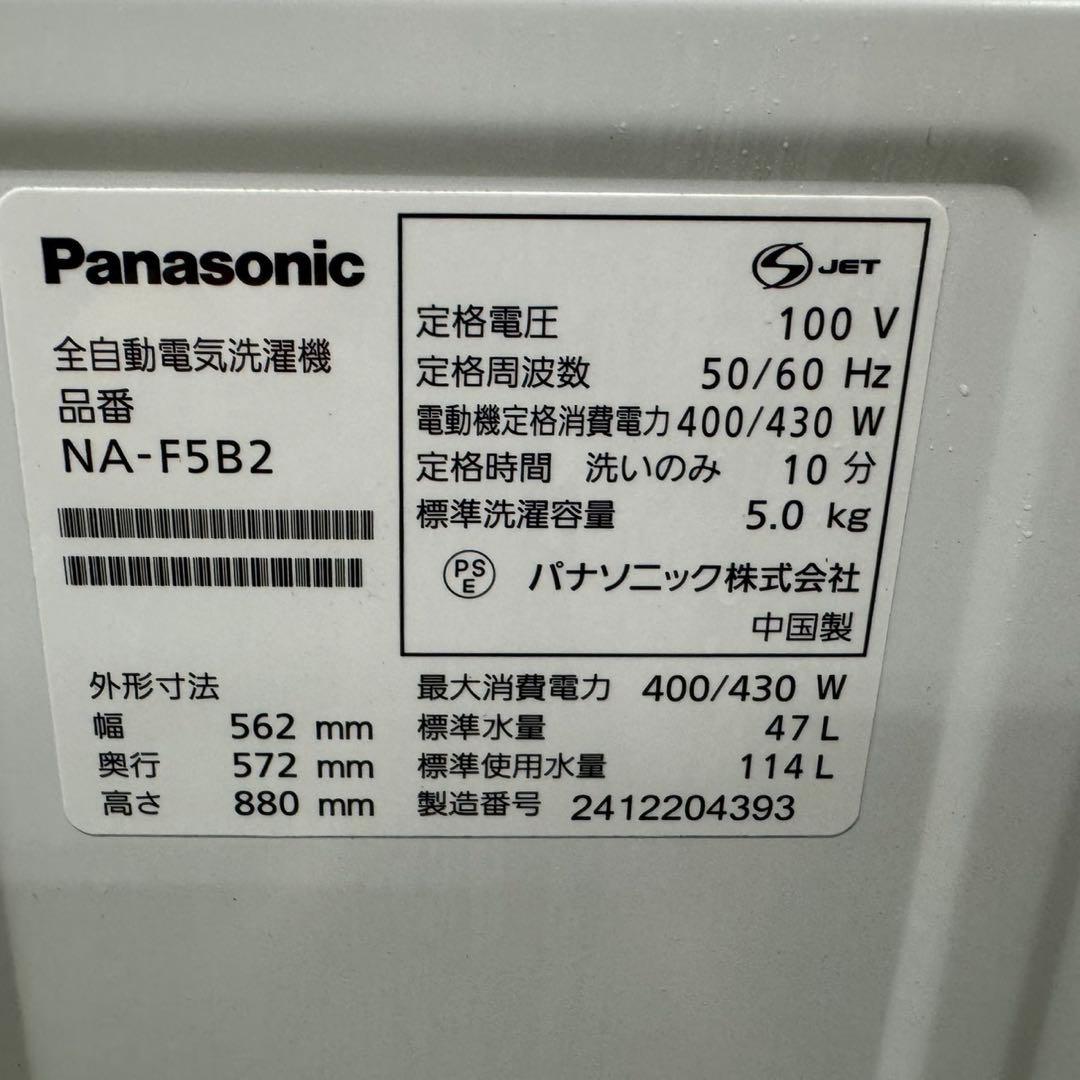 Panasonic
全自動電気洗濯機
品番
NA-F5B2
JET
定格電圧 100 V
定格周波数 50/60 Hz
電動機定格消費電力 400/430 W
定格時間 洗いのみ 10 分
標準洗濯容量 5.0 kg
PS
E
パナソニック株式会社
中国製
外形寸法
幅 562 mm
奥行 572 mm
高さ 880 mm
最大消費電力 400/430 W
標準水量 47 L
標準使用水量 114 L
製造番号 2412204393